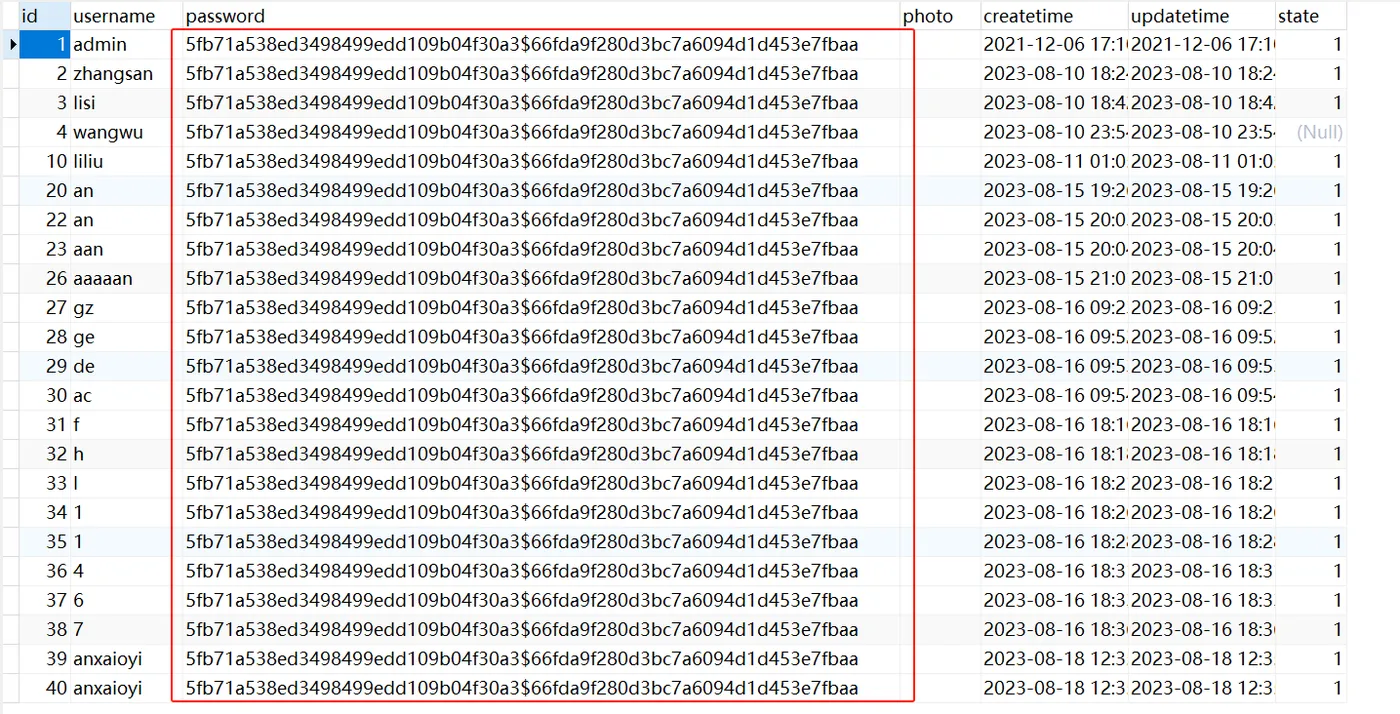 id username password photo createtime updatetime state
1 admin 5fb71a538ed3498499edd109b04f30a3$66fda9f280d3bc7a6094d1d453e7fbaa 2021-12-06 17:1 2021-12-06 17:1 1
2 zhangsan 5fb71a538ed3498499edd109b04f30a3$66fda9f280d3bc7a6094d1d453e7fbaa 2023-08-10 18:2 2023-08-10 18:2 1
3 lisi 5fb71a538ed3498499edd109b04f30a3$66fda9f280d3bc7a6094d1d453e7fbaa 2023-08-10 18:4 2023-08-10 18:4 1
4 wangwu 5fb71a538ed3498499edd109b04f30a3$66fda9f280d3bc7a6094d1d453e7fbaa 2023-08-10 23:5 2023-08-10 23:5 (Null)
10 liliu 5fb71a538ed3498499edd109b04f30a3$66fda9f280d3bc7a6094d1d453e7fbaa 2023-08-11 01:0 2023-08-11 01:0 1
20 an 5fb71a538ed3498499edd109b04f30a3$66fda9f280d3bc7a6094d1d453e7fbaa 2023-08-15 19:2 2023-08-15 19:2 1
22 an 5fb71a538ed3498499edd109b04f30a3$66fda9f280d3bc7a6094d1d453e7fbaa 2023-08-15 20:0 2023-08-15 20:0 1
23 aan 5fb71a538ed3498499edd109b04f30a3$66fda9f280d3bc7a6094d1d453e7fbaa 2023-08-15 20:0 2023-08-15 20:0 1
26 aaaaan 5fb71a538ed3498499edd109b04f30a3$66fda9f280d3bc7a6094d1d453e7fbaa 2023-08-15 21:0 2023-08-15 21:0 1
27 gz 5fb71a538ed3498499edd109b04f30a3$66fda9f280d3bc7a6094d1d453e7fbaa 2023-08-16 09:2 2023-08-16 09:2 1
28 ge 5fb71a538ed3498499edd109b04f30a3$66fda9f280d3bc7a6094d1d453e7fbaa 2023-08-16 09:5 2023-08-16 09:5 1
29 de 5fb71a538ed3498499edd109b04f30a3$66fda9f280d3bc7a6094d1d453e7fbaa 2023-08-16 09:5 2023-08-16 09:5 1
30 ac 5fb71a538ed3498499edd109b04f30a3$66fda9f280d3bc7a6094d1d453e7fbaa 2023-08-16 09:5 2023-08-16 09:5 1
31 f 5fb71a538ed3498499edd109b04f30a3$66fda9f280d3bc7a6094d1d453e7fbaa 2023-08-16 18:1 2023-08-16 18:1 1
32 h 5fb71a538ed3498499edd109b04f30a3$66fda9f280d3bc7a6094d1d453e7fbaa 2023-08-16 18:1 2023-08-16 18:1 1
33 l 5fb71a538ed3498499edd109b04f30a3$66fda9f280d3bc7a6094d1d453e7fbaa 2023-08-16 18:2 2023-08-16 18:2 1
34 1 5fb71a538ed3498499edd109b04f30a3$66fda9f280d3bc7a6094d1d453e7fbaa 2023-08-16 18:2 2023-08-16 18:2 1
35 1 5fb71a538ed3498499edd109b04f30a3$66fda9f280d3bc7a6094d1d453e7fbaa 2023-08-16 18:2 2023-08-16 18:2 1
36 4 5fb71a538ed3498499edd109b04f30a3$66fda9f280d3bc7a6094d1d453e7fbaa 2023-08-16 18:3 2023-08-16 18:3 1
37 6 5fb71a538ed3498499edd109b04f30a3$66fda9f280d3bc7a6094d1d453e7fbaa 2023-08-16 18:3 2023-08-16 18:3 1
38 7 5fb71a538ed3498499edd109b04f30a3$66fda9f280d3bc7a6094d1d453e7fbaa 2023-08-16 18:3 2023-08-16 18:3 1
39 anxaioyi 5fb71a538ed3498499edd109b04f30a3$66fda9f280d3bc7a6094d1d453e7fbaa 2023-08-18 12:3 2023-08-18 12:3 1
40 anxaioyi 5fb71a538ed3498499edd109b04f30a3$66fda9f280d3bc7a6094d1d453e7fbaa 2023-08-18 12:3 2023-08-18 12:3 1